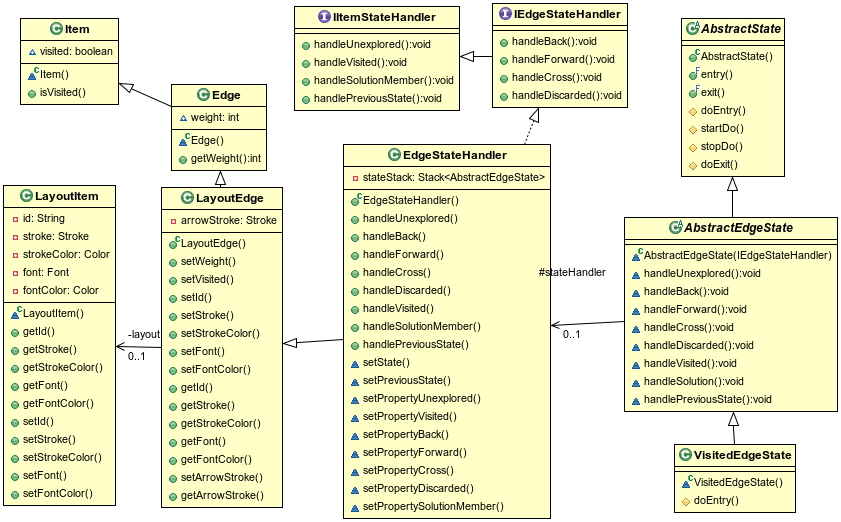 Item
visited: boolean
Item()
isVisited()
IItemStateHandler
handleUnexplored():void
handleVisited():void
handleSolutionMember():void
handlePreviousState():void
IEdgeStateHandler
handleBack():void
handleForward():void
handleCross():void
handleDiscarded():void
AbstractState
AbstractState()
entry()
exit()
doEntry()
startDo()
stopDo()
doExit()
Edge
weight: int
Edge()
getWeight():int
LayoutItem
id: String
stroke: Stroke
strokeColor: Color
font: Font
fontColor: Color
LayoutItem()
getId()
getStroke()
getStrokeColor()
getFont()
getFontColor()
setId()
setStroke()
setStrokeColor()
setFont()
setFontColor()
-layout
0..1
LayoutEdge
arrowStroke: Stroke
LayoutEdge()
setWeight()
setVisited()
setId()
setStroke()
setStrokeColor()
setFont()
setFontColor()
getId()
getStroke()
getStrokeColor()
getFont()
getFontColor()
setArrowStroke()
getArrowStroke()
EdgeStateHandler
stateStack: Stack<AbstractEdgeState>
EdgeStateHandler()
handleUnexplored()
handleBack()
handleForward()
handleCross()
handleDiscarded()
handleVisited()
handleSolutionMember()
handlePreviousState()
setState()
setPreviousState()
setPropertyUnexplored()
setPropertyVisited()
setPropertyBack()
setPropertyForward()
setPropertyCross()
setPropertyDiscarded()
setPropertySolutionMember()
#stateHandler
0..1
AbstractEdgeState
AbstractEdgeState(IEdgeStateHandler)
handleUnexplored():void
handleBack():void
handleForward():void
handleCross():void
handleDiscarded():void
handleVisited():void
handleSolution():void
handlePreviousState():void
VisitedEdgeState
VisitedEdgeState()
doEntry()